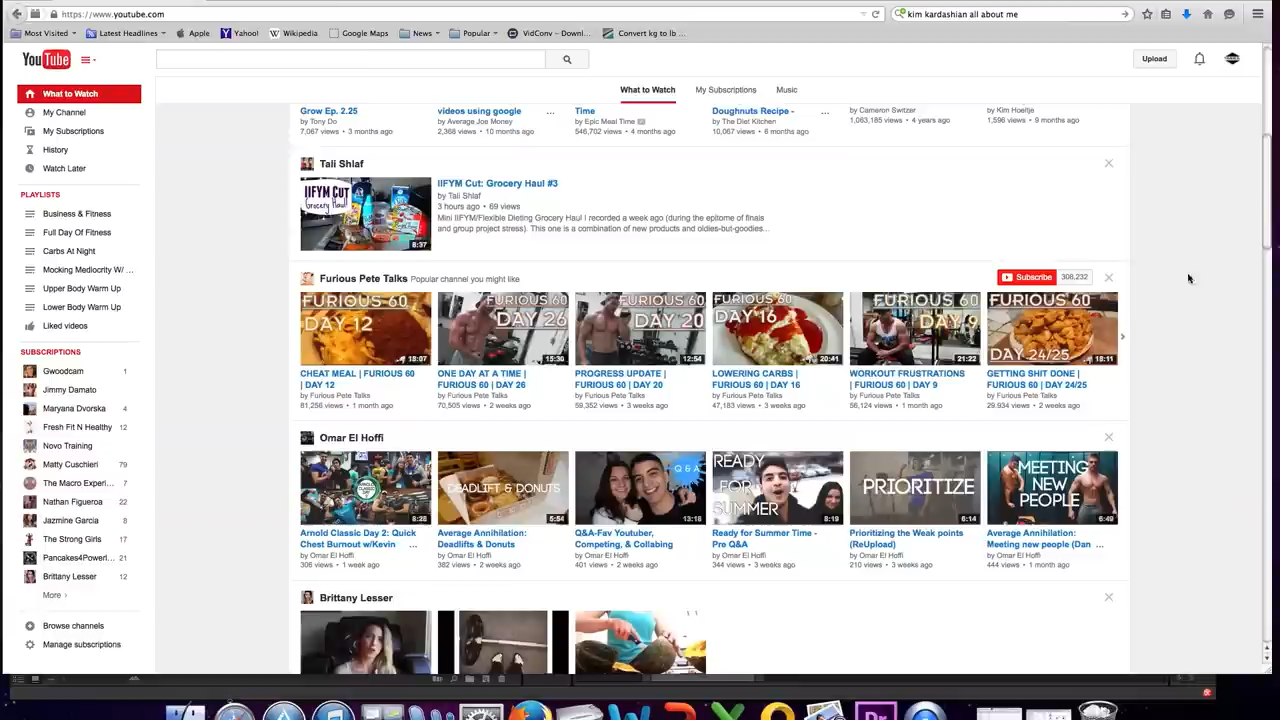 https://www.youtube.com
kim kardashian all about me
Most Visited
Latest Headlines
Apple
Yahoo!
Wikipedia
Google Maps
News
Popular
VidConv – Downl...
Convert kg to lb ...
YouTube
Upload
What to Watch
My Subscriptions
Music
What to Watch
My Channel
My Subscriptions
History
Watch Later
PLAYLISTS
Business & Fitness
Full Day Of Fitness
Carbs At Night
Mocking Mediocrity W/ ...
Upper Body Warm Up
Lower Body Warm Up
Liked videos
SUBSCRIPTIONS
Gwoodcam 1
Jimmy Damato
Maryana Dvorska 4
Fresh Fit N Healthy 12
Novo Training
Matty Cuschieri 79
The Macro Experi... 7
Nathan Figueroa 22
Jazmine Garcia 8
The Strong Girls 17
Pancakes4Powerl... 21
Brittany Lesser 12
More ›
Browse channels
Manage subscriptions
Grow Ep. 2.25
by Tony Do
7,067 views • 3 months ago
videos using google ...
by Average Joe Money
2,368 views • 10 months ago
Time
by Epic Meal Time
546,702 views • 4 months ago
Doughnuts Recipe - ...
by The Diet Kitchen
10,067 views • 6 months ago
by Cameron Switzer
1,063,185 views • 4 years ago
by Kim Hoeltje
1,596 views • 9 months ago
Tali Shlaf
IIFYM CUT
Grocery Haul
8:37
IIFYM Cut: Grocery Haul #3
by Tali Shlaf
3 hours ago • 69 views
Mini IIFYM/Flexible Dieting Grocery Haul I recorded a week ago (during the epitome of finals
and group project stress). This one is a combination of new products and oldies-but-goodies...
Furious Pete Talks Popular channel you might like
Subscribe 308,232
FURIOUS 60
DAY 12
18:07
CHEAT MEAL | FURIOUS 60
| DAY 12
by Furious Pete Talks
81,256 views • 1 month ago
FURIOUS 60
DAY 26
15:30
ONE DAY AT A TIME |
FURIOUS 60 | DAY 26
by Furious Pete Talks
70,505 views • 2 weeks ago
FURIOUS 60
DAY 20
12:54
PROGRESS UPDATE |
FURIOUS 60 | DAY 20
by Furious Pete Talks
59,352 views • 3 weeks ago
FURIOUS 60
DAY 16
20:41
LOWERING CARBS |
FURIOUS 60 | DAY 16
by Furious Pete Talks
47,183 views • 3 weeks ago
FURIOUS 60
DAY 9
21:22
WORKOUT FRUSTRATIONS
| FURIOUS 60 | DAY 9
by Furious Pete Talks
56,124 views • 1 month ago
FURIOUS 60
DAY 24/25
18:11
GETTING SHIT DONE |
FURIOUS 60 | DAY 24/25
by Furious Pete Talks
29,934 views • 2 weeks ago
Omar El Hoffi
8:28
Arnold Classic Day 2: Quick
Chest Burnout w/Kevin ...
by Omar El Hoffi
306 views • 1 week ago
DEADLIFT & DONUTS
5:54
Average Annihilation:
Deadlifts & Donuts
by Omar El Hoffi
382 views • 2 weeks ago
Q & A
13:18
Q&A-Fav Youtuber,
Competing, & Collabing
by Omar El Hoffi
401 views • 2 weeks ago
READY
FOR
SUMMER
8:19
Ready for Summer Time -
Pre Q&A
by Omar El Hoffi
344 views • 3 weeks ago
PRIORITIZE
6:14
Prioritizing the Weak points
(ReUpload)
by Omar El Hoffi
210 views • 3 weeks ago
MEETING
NEW
PEOPLE
6:49
Average Annihilation:
Meeting new people (Dan ...
by Omar El Hoffi
444 views • 1 month ago
Brittany Lesser